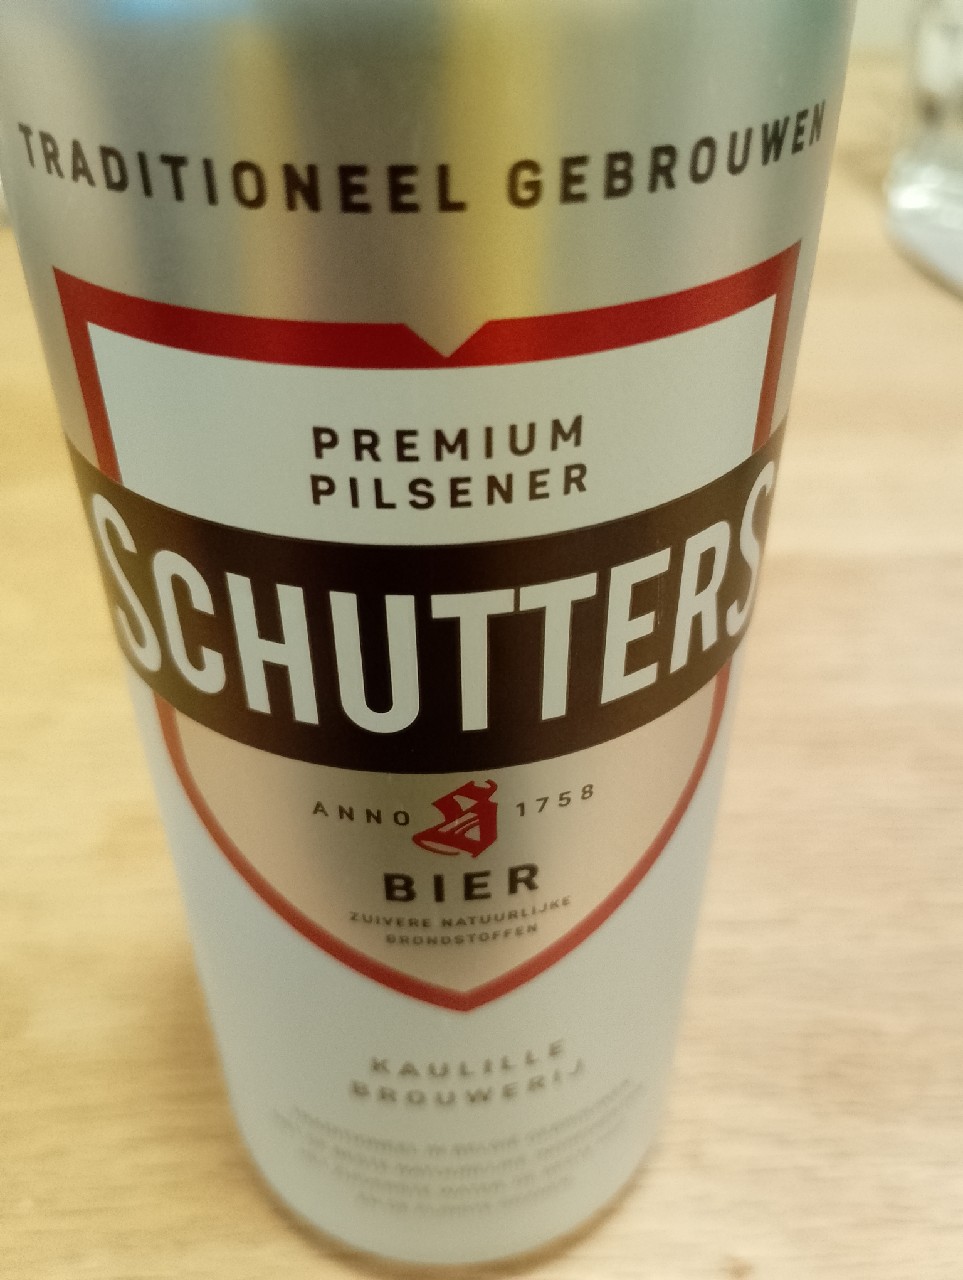 TRADITIONEEL GEBROUWEN
PREMIUM
PILSENER
SCHUTTERS
ANNO 1758
BIER
ZUIVERE NATUURLIJKE
GRONDSTOFFEN
KAULILLE
BROUWERIJ